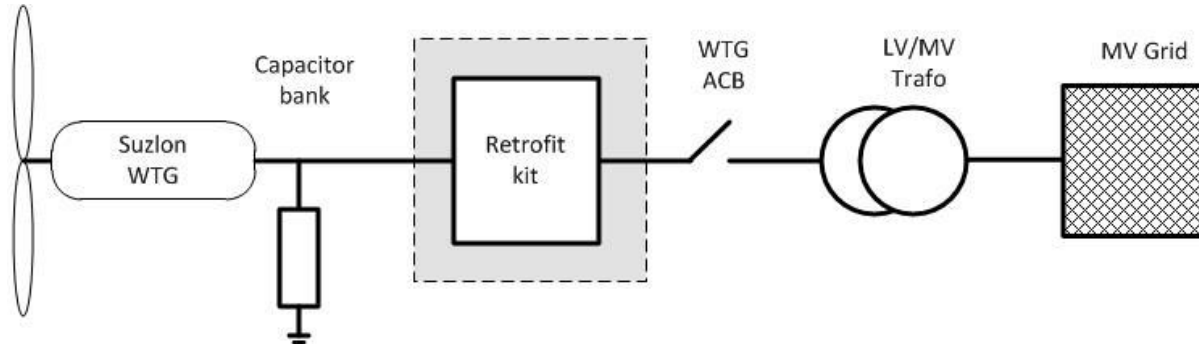 Capacitor
bank
Suzlon
WTG
Retrofit
kit
WTG
ACB
LV/MV
Trafo
MV Grid